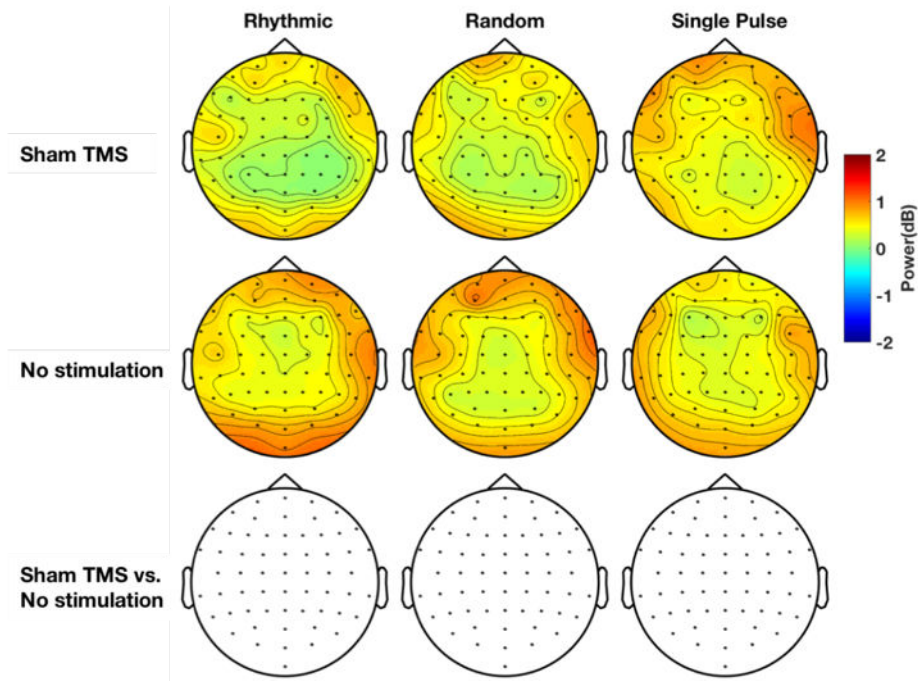 Rhythmic Random Single Pulse
Sham TMS
2
1
0
-1
-2
Power(dB)
No stimulation
Sham TMS vs.
No stimulation